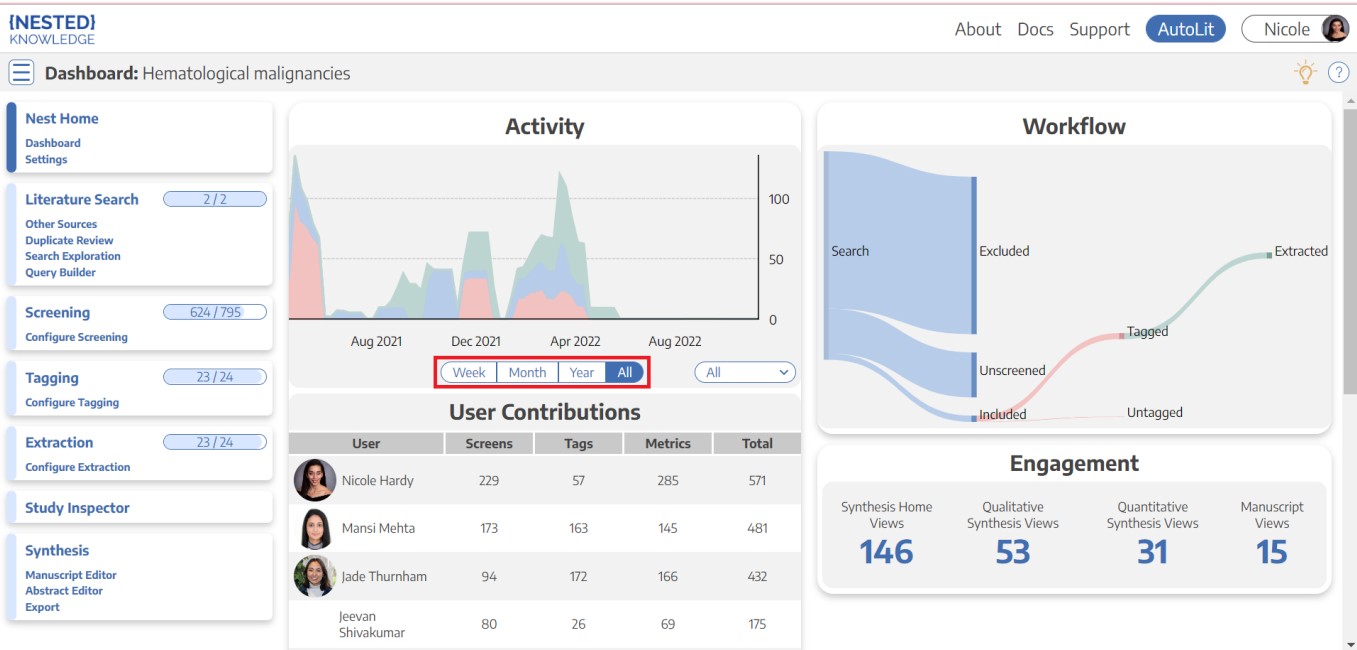 {NESTED}
KNOWLEDGE
About Docs Support AutoLit Nicole
Dashboard: Hematological malignancies
?
Nest Home
Dashboard
Settings
Literature Search 2 / 2
Other Sources
Duplicate Review
Search Exploration
Query Builder
Screening 624 / 795
Configure Screening
Tagging 23 / 24
Configure Tagging
Extraction 23 / 24
Configure Extraction
Study Inspector
Synthesis
Manuscript Editor
Abstract Editor
Export
Activity
100
50
0
Aug 2021 Dec 2021 Apr 2022 Aug 2022
Week Month Year All All
User Contributions
User Screens Tags Metrics Total
Nicole Hardy 229 57 285 571
Mansi Mehta 173 163 145 481
Jade Thurnham 94 172 166 432
Jeevan
Shivakumar 80 26 69 175
Workflow
Search Excluded Extracted
Tagged
Unscreened
Included Untagged
Engagement
Synthesis Home
Views
146
Qualitative
Synthesis Views
53
Quantitative
Synthesis Views
31
Manuscript
Views
15